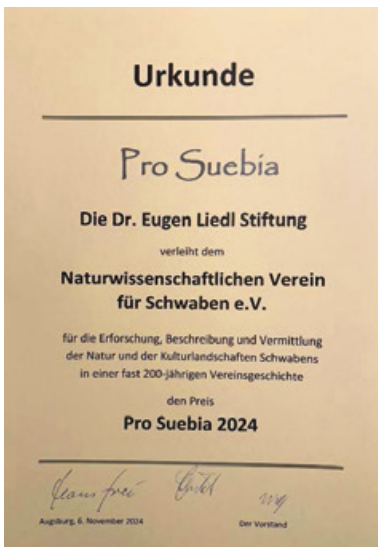 Urkunde
Pro Suebia
Die Dr. Eugen Liedl Stiftung
verleiht dem
Naturwissenschaftlichen Verein
für Schwaben e.V.
für die Erforschung, Beschreibung und Vermittlung
der Natur und der Kulturlandschaften Schwabens
in einer fast 200-jährigen Vereinsgeschichte
den Preis
Pro Suebia 2024
Augsburg, 6. November 2024
Der Vorstand